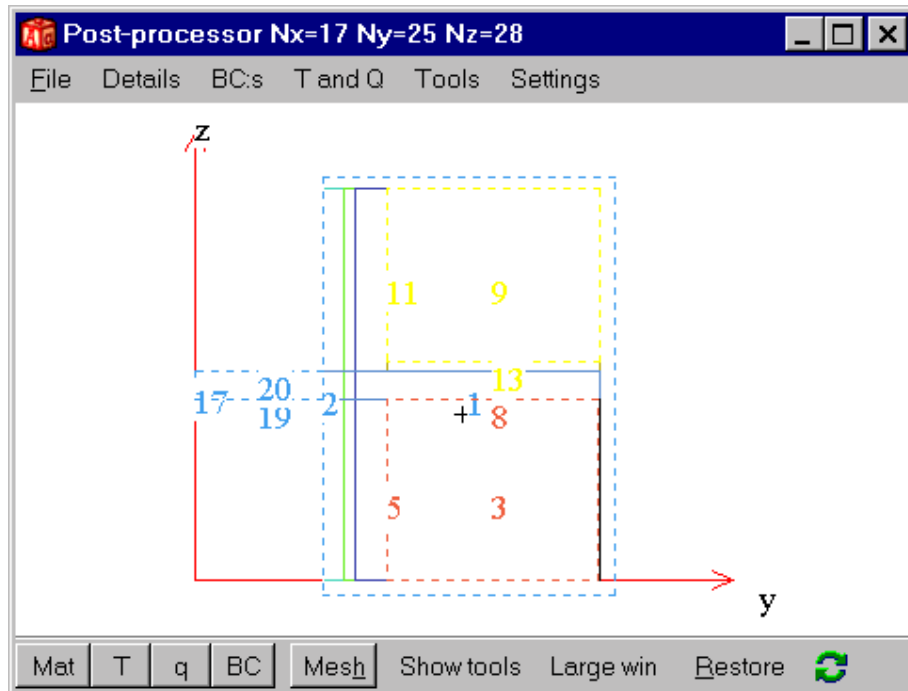 Post-processor Nx=17 Ny=25 Nz=28
File Details BC:s T and Q Tools Settings
z
11 9
13
20
17 2 1
19 8
5 3
y
Mat T q BC Mesh Show tools Large win Restore